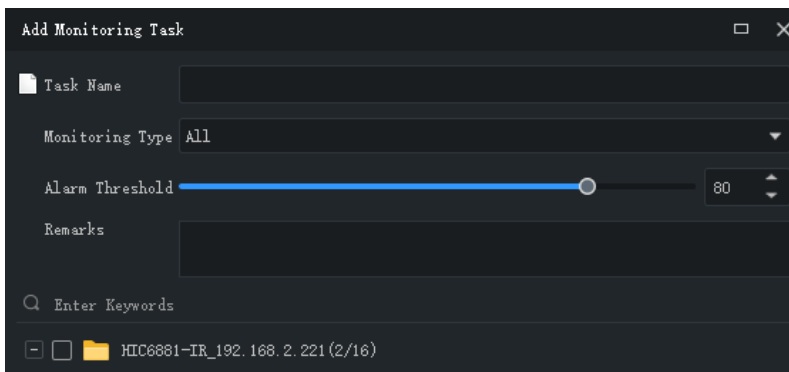 Add Monitoring Task
Task Name
Monitoring Type All
Alarm Threshold 80
Remarks
Enter Keywords
HIC6881-IR_192.168.2.221(2/16)